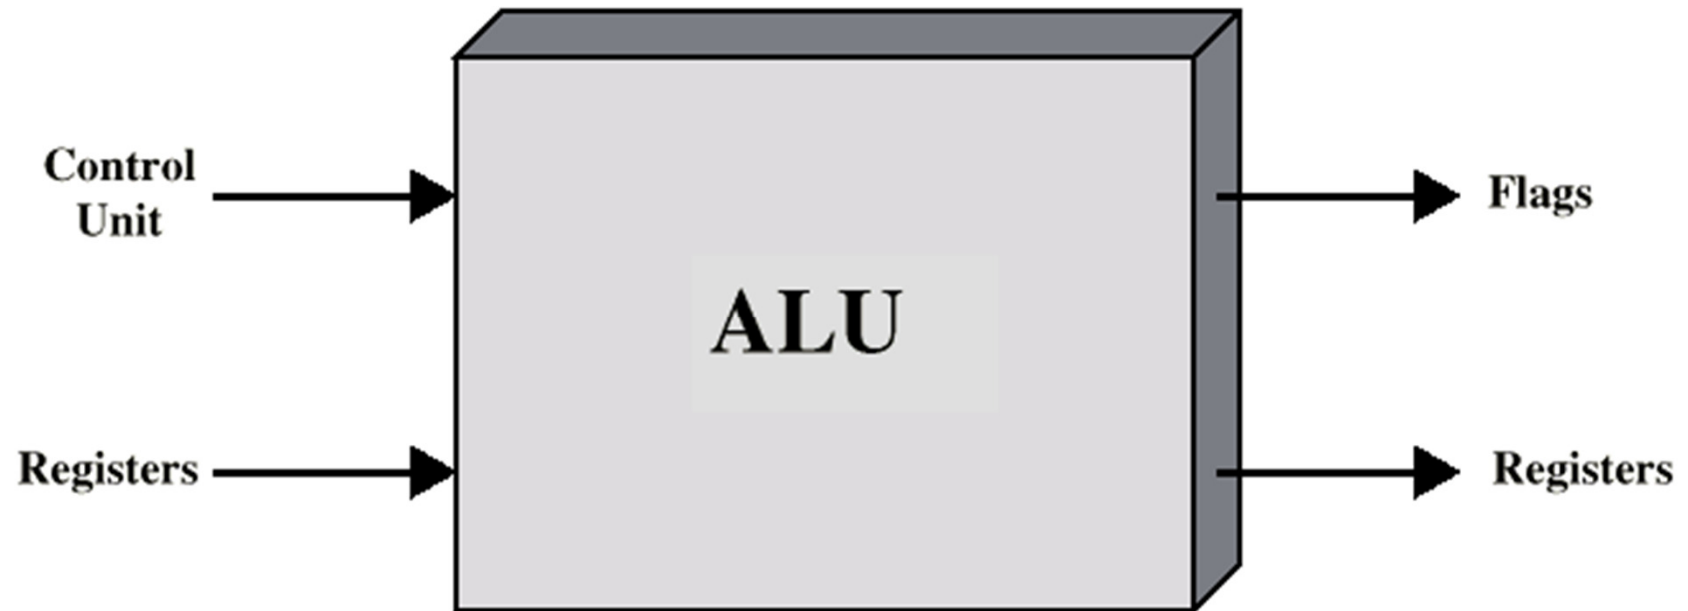 Control
Unit
Flags
ALU
Registers
Registers